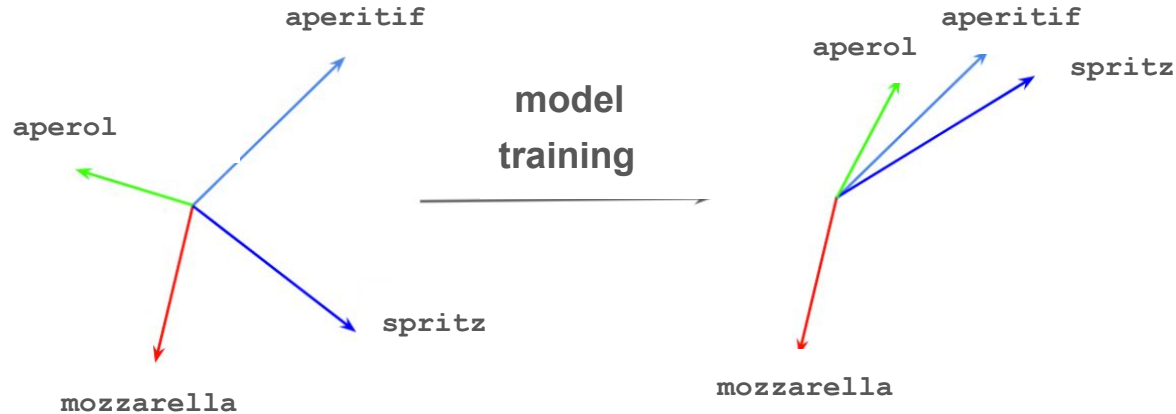 aperitif
aperol
spritz
mozzarella
model
training
aperitif
aperol
spritz
mozzarella